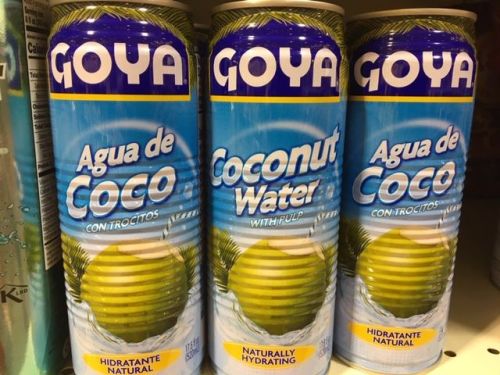 GOYA
Agua de
COCO
CON TROCITOS
HIDRATANTE
NATURAL
GOYA
Coconut
Water
WITH PULP
NATURALLY
HYDRATING
GOYA
Agua de
COCO
CON TROCITOS
HIDRATANTE
NATURAL